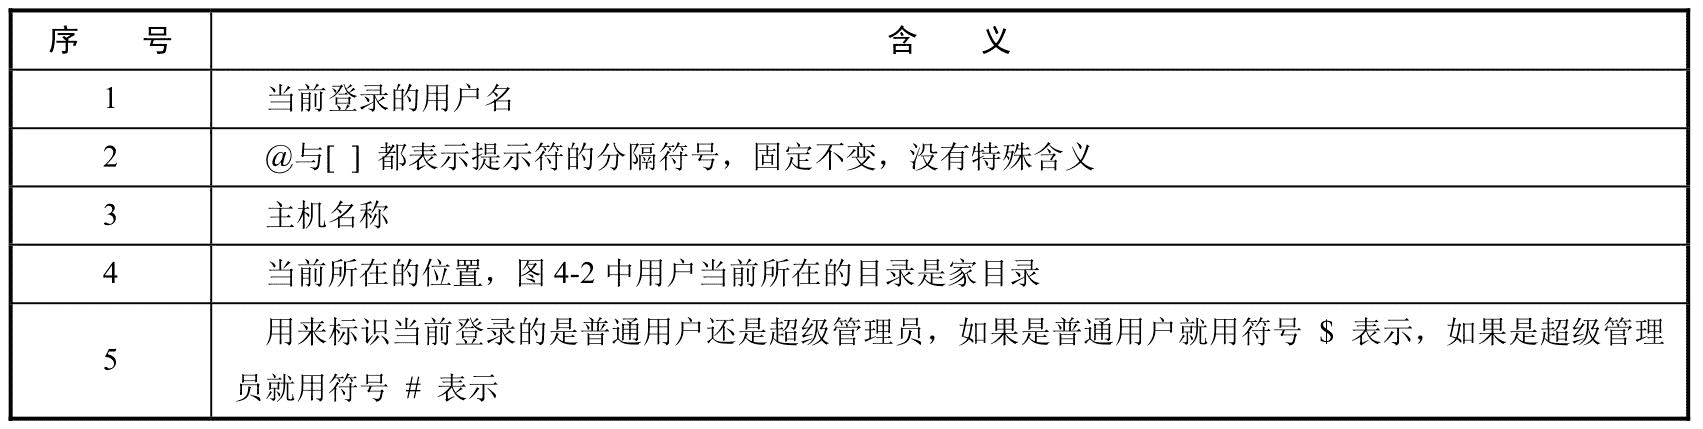 序 号 含 义
1 当前登录的用户名
2 @与[ ] 都表示提示符的分隔符号，固定不变，没有特殊含义
3 主机名称
4 当前所在的位置，图 4-2 中用户当前所在的目录是家目录
5 用来标识当前登录的是普通用户还是超级管理员，如果是普通用户就用符号 $ 表示，如果是超级管理
员就用符号 # 表示